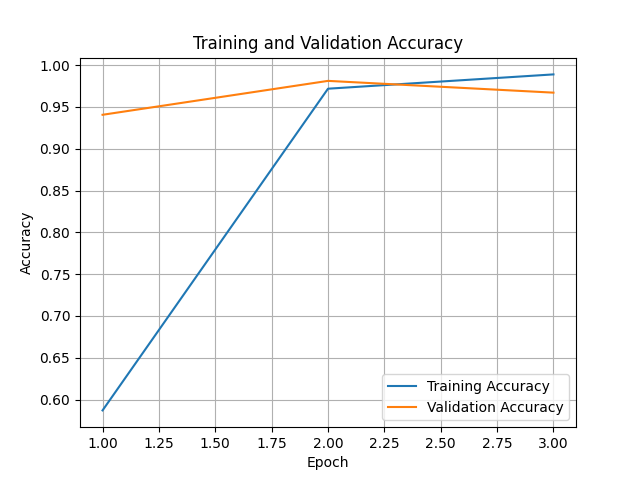 Training and Validation Accuracy
1.00
0.95
0.90
0.85
0.80
0.75
0.70
0.65
0.60
Accuracy
Training Accuracy
Validation Accuracy
1.00 1.25 1.50 1.75 2.00 2.25 2.50 2.75 3.00
Epoch